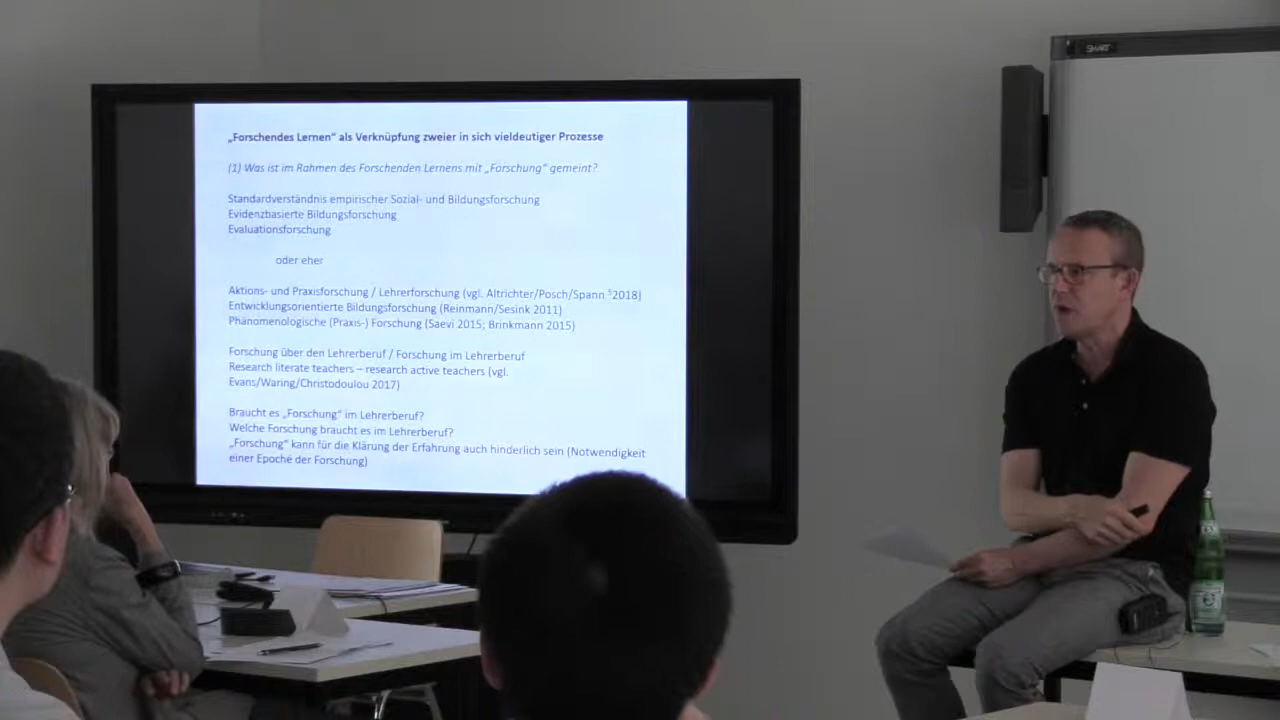 „Forschendes Lernen“ als Verknüpfung zweier in sich vieldeutiger Prozesse
(1) Was ist im Rahmen des Forschenden Lernens mit „Forschung“ gemeint?
Standardverständnis empirischer Sozial- und Bildungsforschung
Evidenzbasierte Bildungsforschung
Evaluationsforschung
oder eher
Aktions- und Praxisforschung / Lehrerforschung (vgl. Altrichter/Posch/Spann ⁵2018)
Entwicklungsorientierte Bildungsforschung (Reinmann/Sesink 2011)
Phänomenologische (Praxis-) Forschung (Saevi 2015; Brinkmann 2015)
Forschung über den Lehrerberuf / Forschung im Lehrerberuf
Research literate teachers – research active teachers (vgl.
Evans/Waring/Christodoulou 2017)
Braucht es „Forschung“ im Lehrerberuf?
Welche Forschung braucht es im Lehrerberuf?
„Forschung“ kann für die Klärung der Erfahrung auch hinderlich sein (Notwendigkeit
einer Epoché der Forschung)
SMART